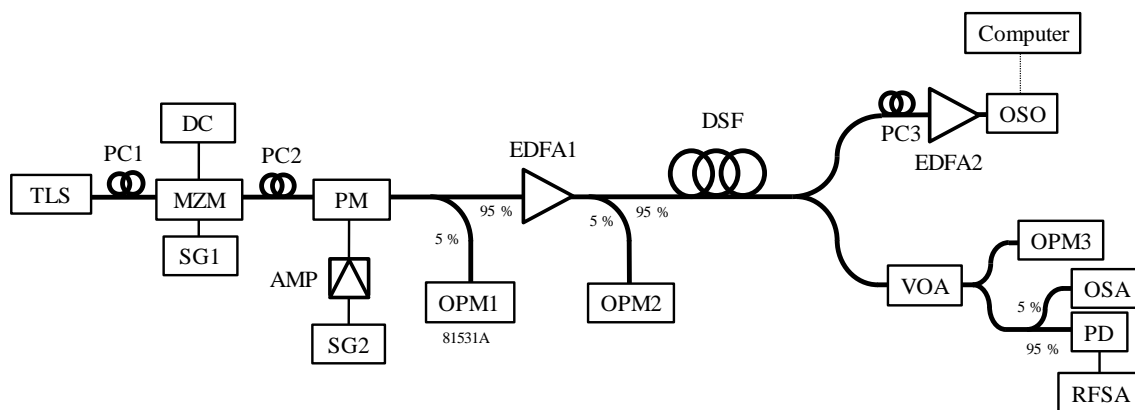 Computer
DC
DSF
OSO
PC1
PC2
PC3
EDFA1
EDFA2
TLS
MZM
PM
95 %
5 %
95 %
5 %
SG1
OPM3
AMP
OPM1
OPM2
VOA
OSA
5 %
81531A
SG2
PD
95 %
RFSA